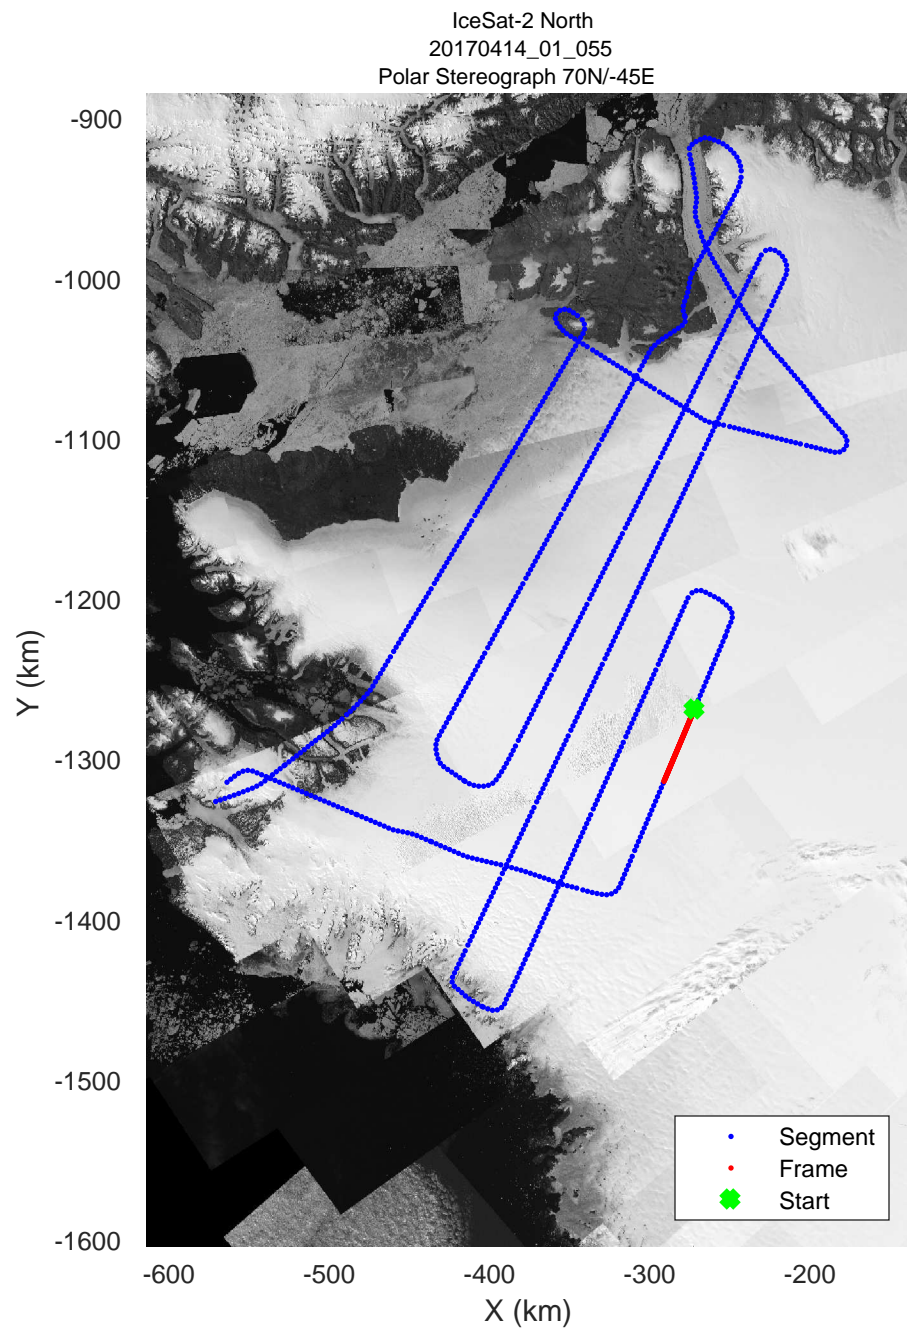 IceSat-2 North
20170414_01_055
Polar Stereograph 70N/-45E
-900
-1000
-1100
-1200
-1300
-1400
-1500
-1600
Y (km)
-600 -500 -400 -300 -200
X (km)
Segment
Frame
Start